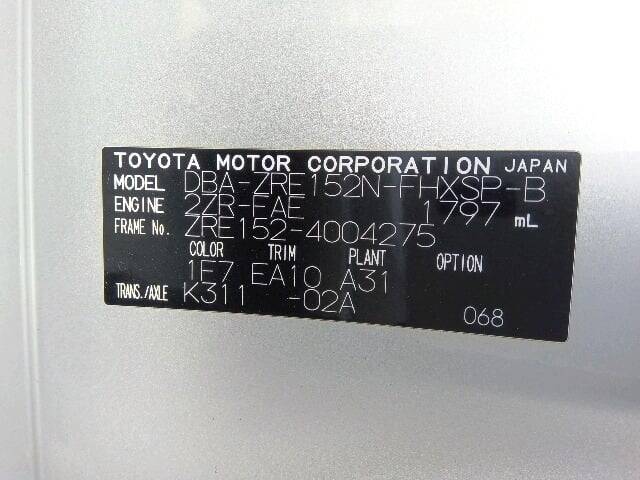 TOYOTA MOTOR CORPORATION JAPAN
MODEL DBA-ZRE152N-FHXSP-B
ENGINE 2ZR-FAE 1797 mL
FRAME No. ZRE152-4004275
COLOR TRIM PLANT OPTION
1E7 EA10 A31
TRANS./AXLE K311 -02A
068